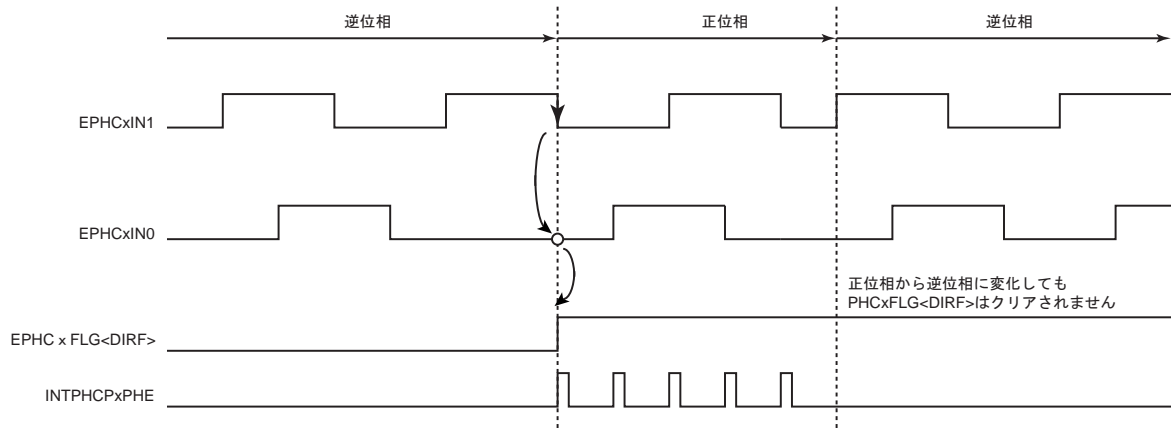 逆位相
正位相
逆位相
EPHCxIN1
EPHCxIN0
正位相から逆位相に変化しても
PHCxFLG<DIRF>はクリアされません
EPHC x FLG<DIRF>
INTPHCPxPHE